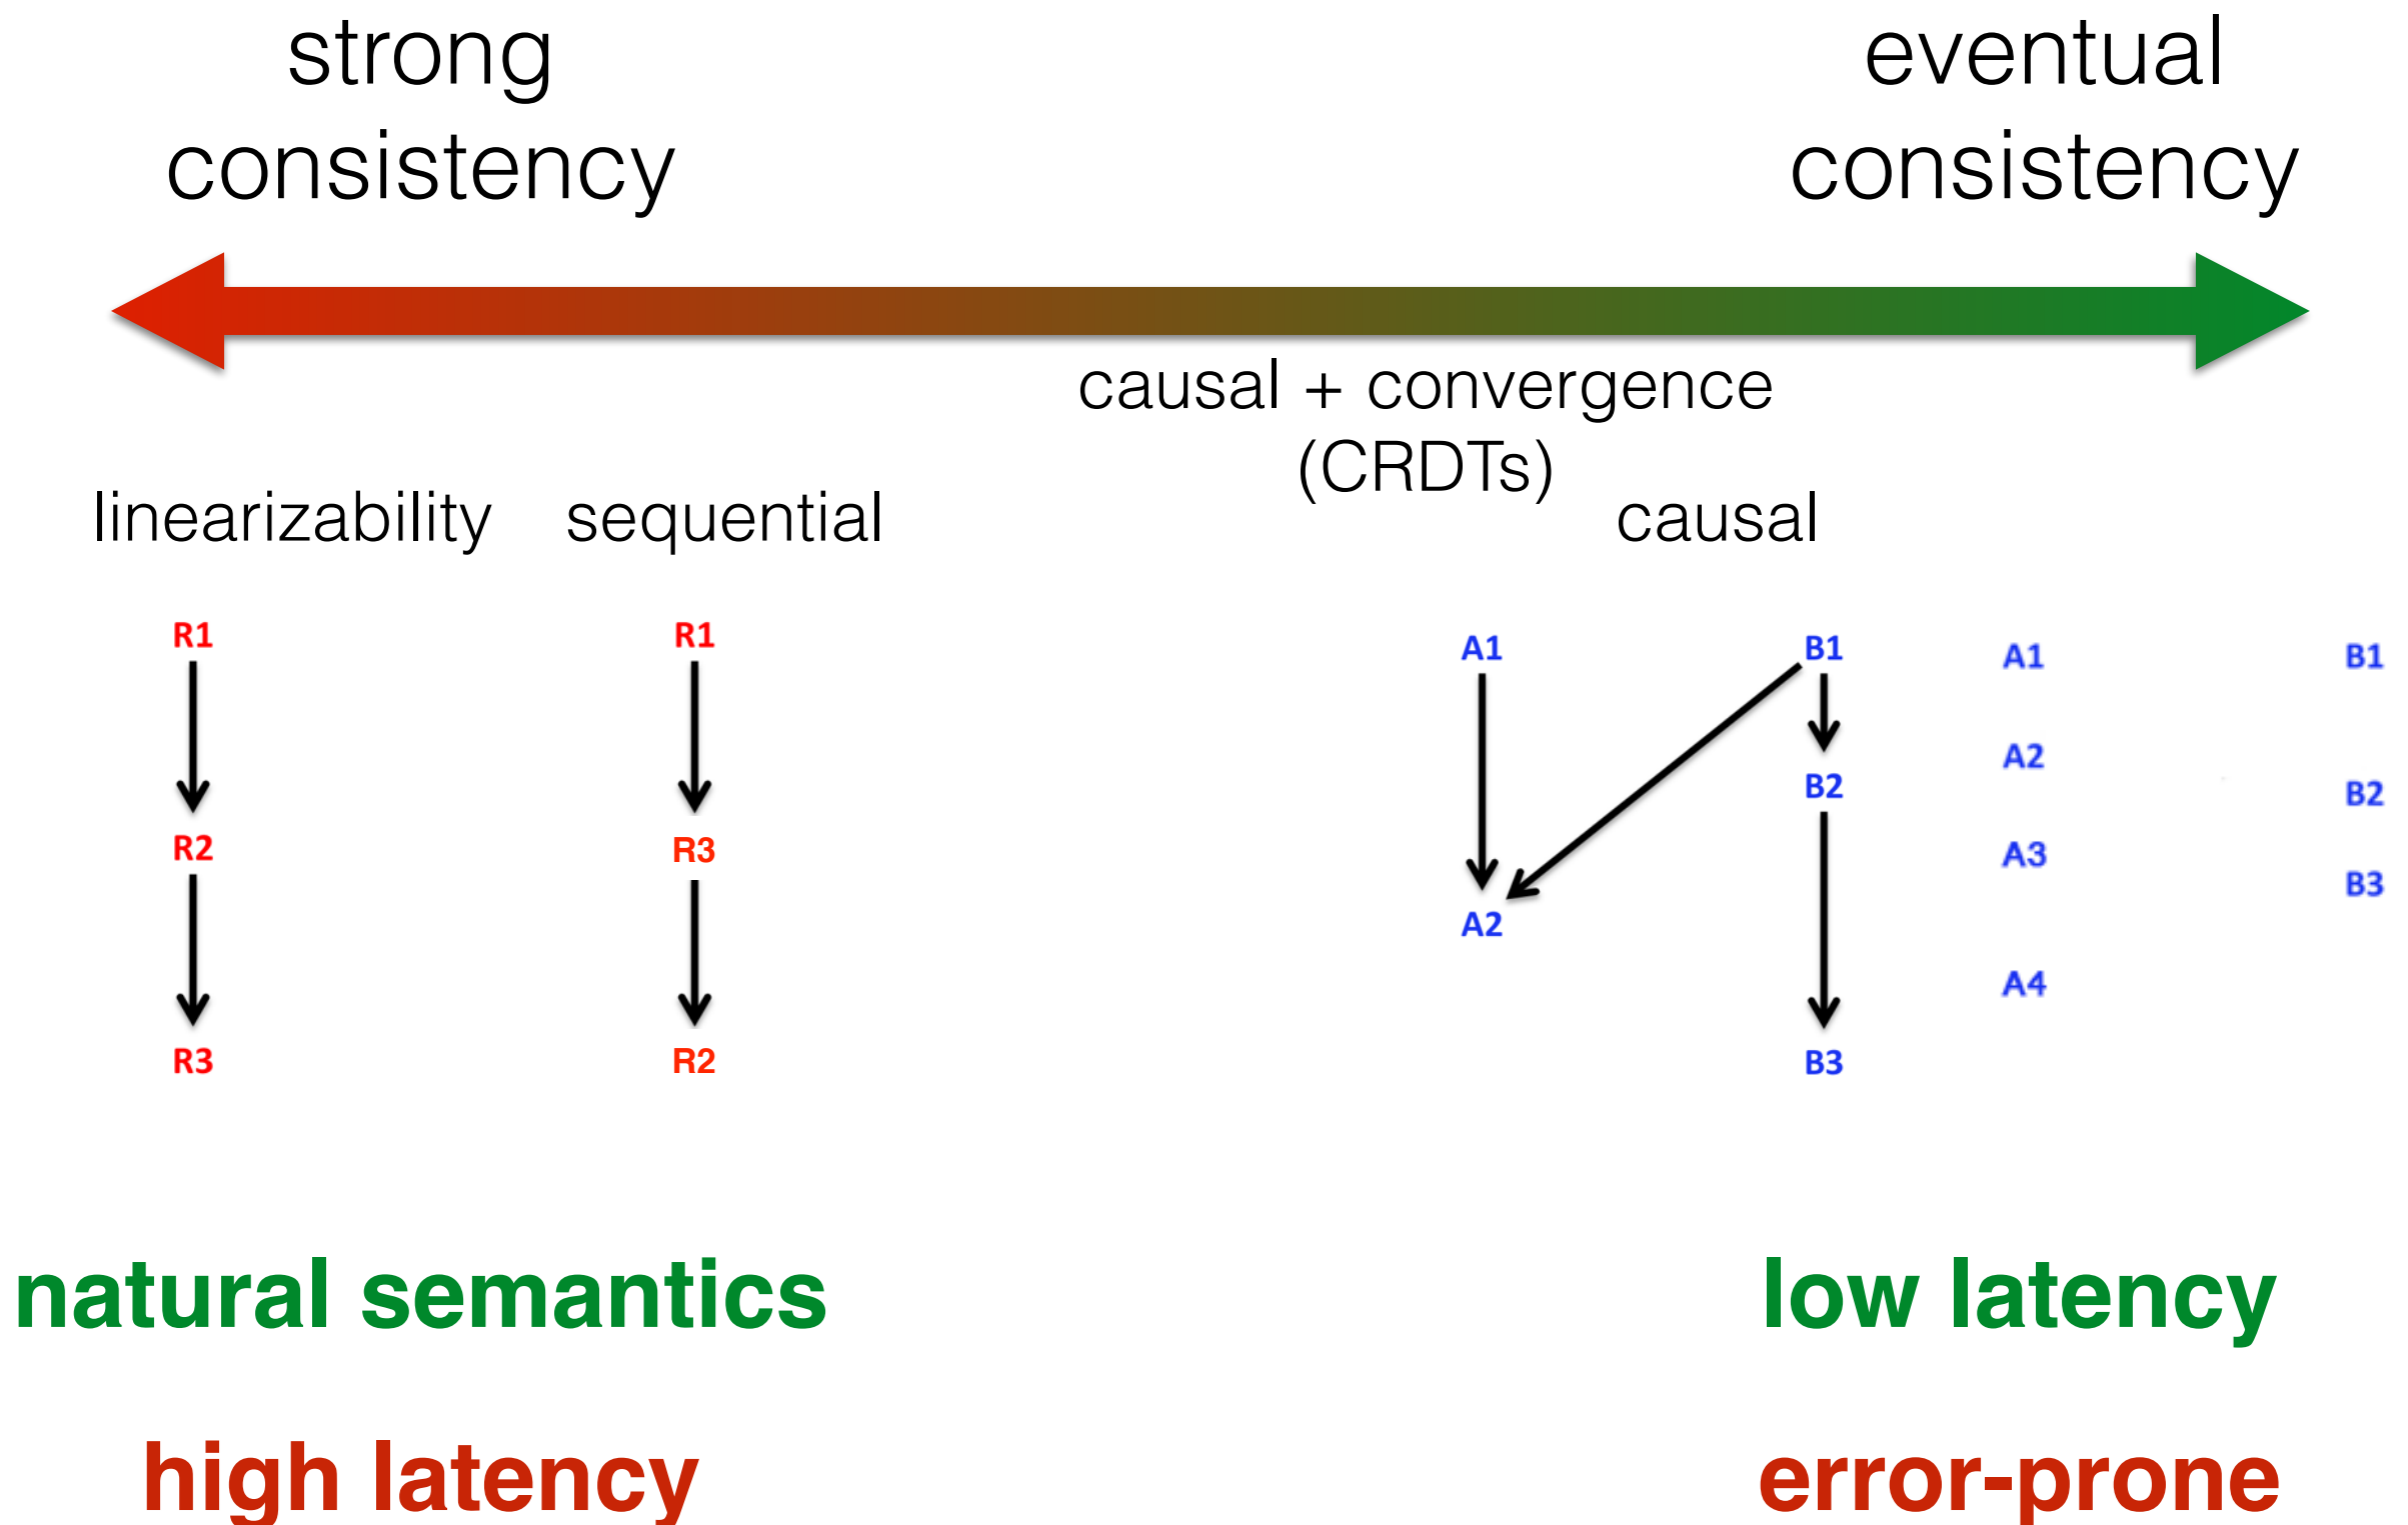 strong
consistency
eventual
consistency
causal + convergence
(CRDTs)
linearizability
sequential
causal
R1
R2
R3
R1
R3
R2
A1
A2
B1
B2
B3
A1
A2
A3
A4
B1
B2
B3
natural semantics
low latency
high latency
error-prone